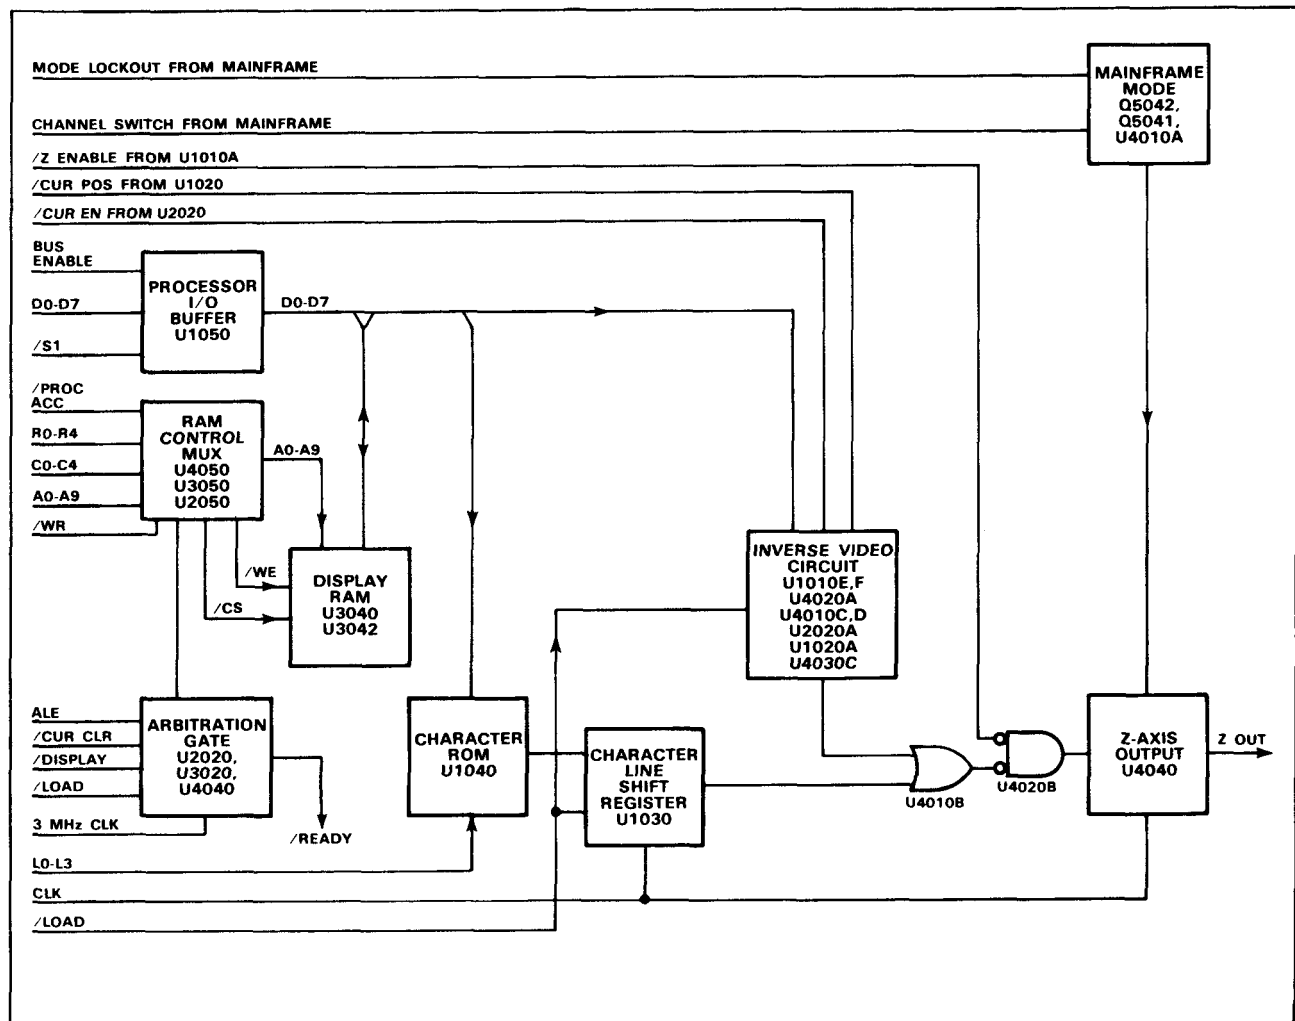 MODE LOCKOUT FROM MAINFRAME
MAINFRAME
MODE
Q5042,
Q5041,
U4010A
CHANNEL SWITCH FROM MAINFRAME
/Z ENABLE FROM U1010A
/CUR POS FROM U1020
/CUR EN FROM U2020
BUS
ENABLE
D0-D7
/S1
PROCESSOR
I/O
BUFFER
U1050
D0-D7
/PROC
ACC
R0-R4
C0-C4
A0-A9
/WR
RAM
CONTROL
MUX
U4050
U3050
U2050
A0-A9
/WE
/CS
DISPLAY
RAM
U3040
U3042
INVERSE VIDEO
CIRCUIT
U1010E,F
U4020A
U4010C,D
U2020A
U1020A
U4030C
ALE
/CUR CLR
/DISPLAY
/LOAD
3 MHz CLK
ARBITRATION
GATE
U2020,
U3020,
U4040
/READY
CHARACTER
ROM
U1040
CHARACTER
LINE
SHIFT
REGISTER
U1030
U4010B
U4020B
Z-AXIS
OUTPUT
U4040
Z OUT
L0-L3
CLK
/LOAD